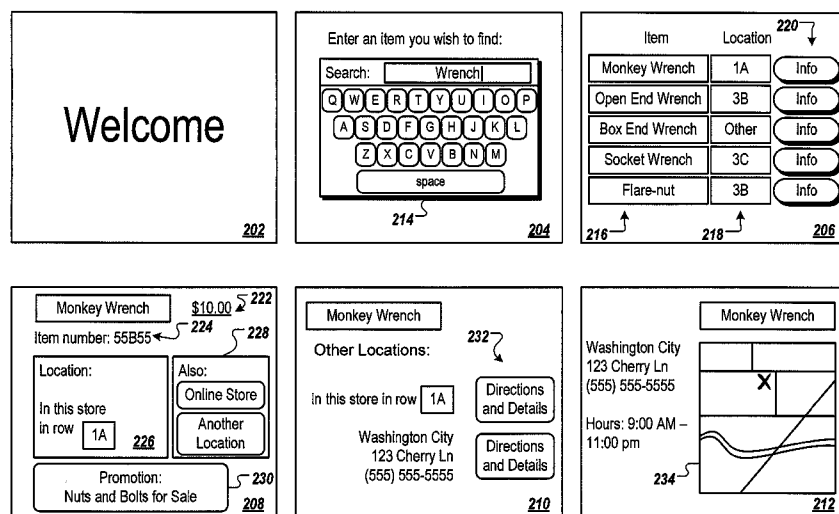 Welcome
202
Enter an item you wish to find:
Search: Wrench
Q W E R T Y U I O P
A S D F G H J K L
Z X C V B N M
space
214
204
220
Item Location
Monkey Wrench 1A Info
Open End Wrench 3B Info
Box End Wrench Other Info
Socket Wrench 3C Info
Flare-nut 3B Info
216 218 206
Monkey Wrench $10.00 222
Item number: 55B55 224
228
Location:
In this store
in row 1A
226
Also:
Online Store
Another
Location
Promotion:
Nuts and Bolts for Sale
230
208
Monkey Wrench
Other Locations:
232
In this store in row 1A
Directions
and Details
Washington City
123 Cherry Ln
(555) 555-5555
Directions
and Details
210
Monkey Wrench
Washington City
123 Cherry Ln
(555) 555-5555
X
Hours: 9:00 AM –
11:00 pm
234
212